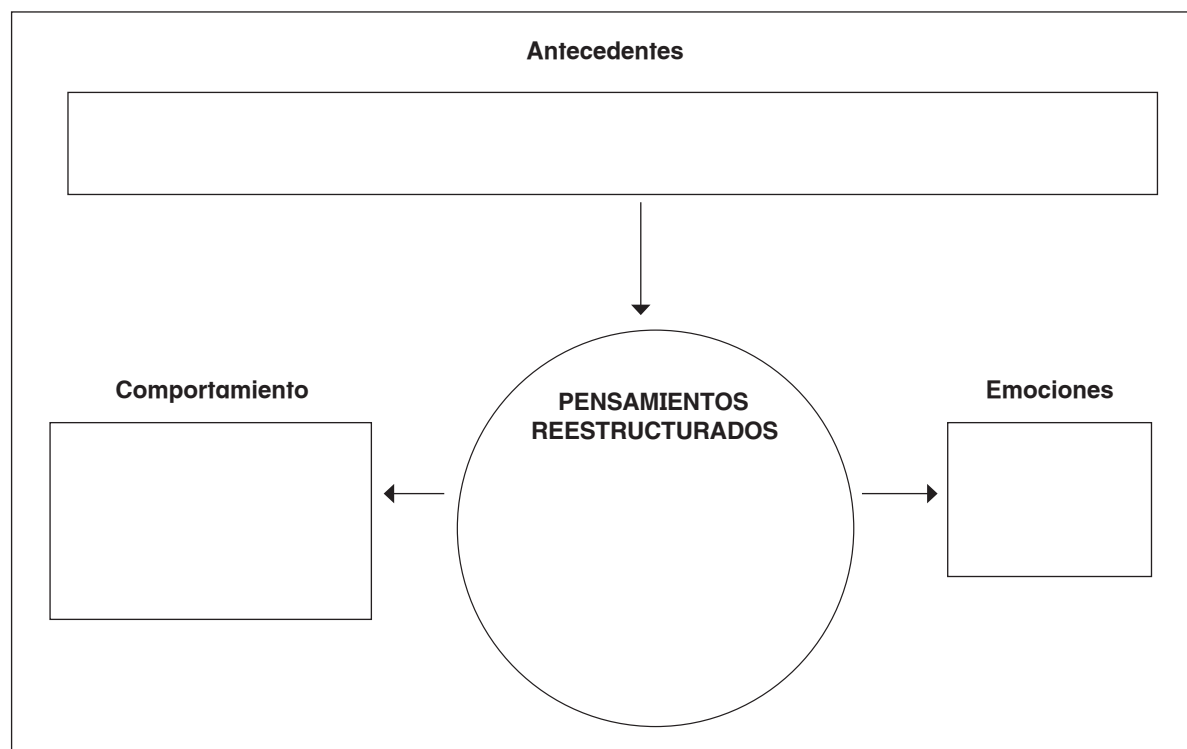 Antecedentes
Comportamiento
PENSAMIENTOS
REESTRUCTURADOS
Emociones